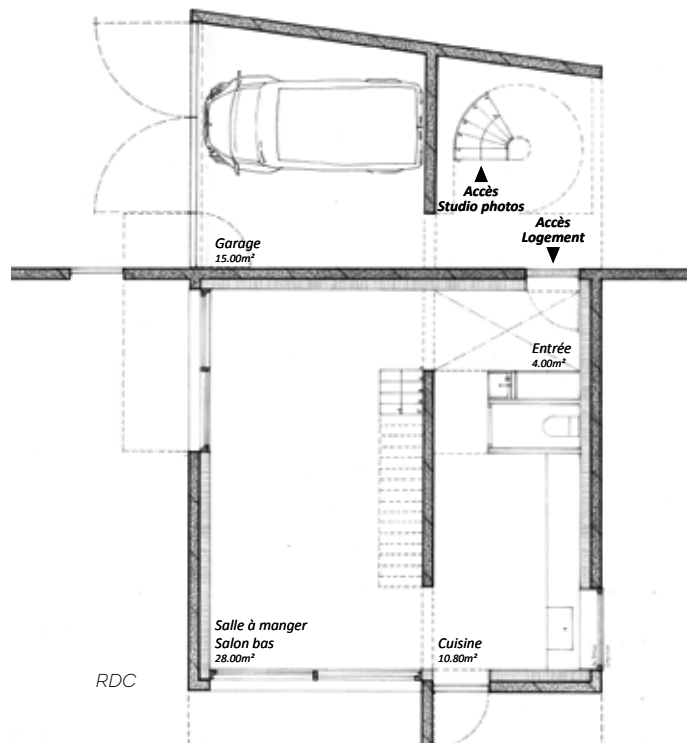 Accès
Studio photos
Accès
Logement
Garage
15.00m²
Entrée
4.00m²
Salle à manger
Salon bas
28.00m²
Cuisine
10.80m²
RDC